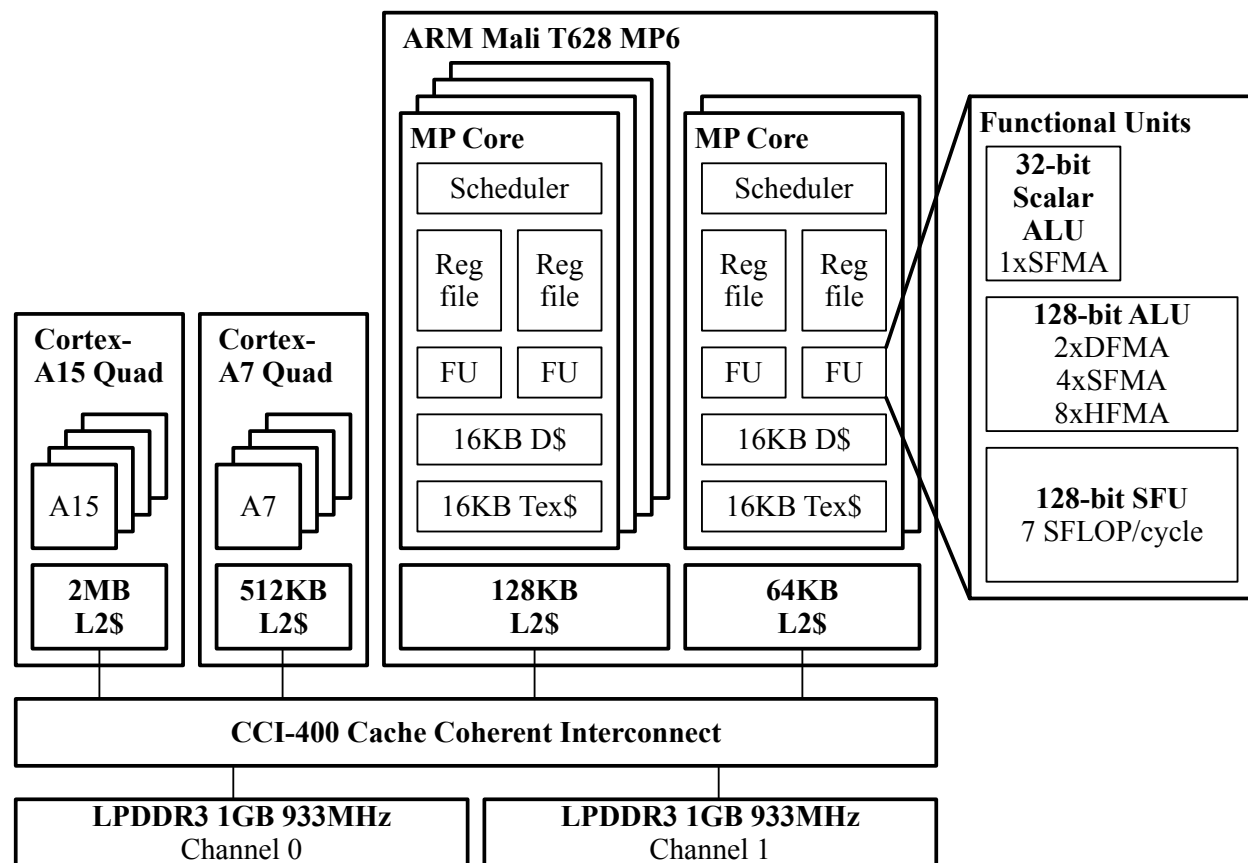 ARM Mali T628 MP6
MP Core
Scheduler
Reg
file
Reg
file
FU
FU
16KB D$
16KB Tex$
128KB
L2$
MP Core
Scheduler
Reg
file
Reg
file
FU
FU
16KB D$
16KB Tex$
64KB
L2$
Functional Units
32-bit
Scalar
ALU
1xSFMA
128-bit ALU
2xDFMA
4xSFMA
8xHFMA
128-bit SFU
7 SFLOP/cycle
Cortex-
A15 Quad
A15
2MB
L2$
Cortex-
A7 Quad
A7
512KB
L2$
CCI-400 Cache Coherent Interconnect
LPDDR3 1GB 933MHz
Channel 0
LPDDR3 1GB 933MHz
Channel 1